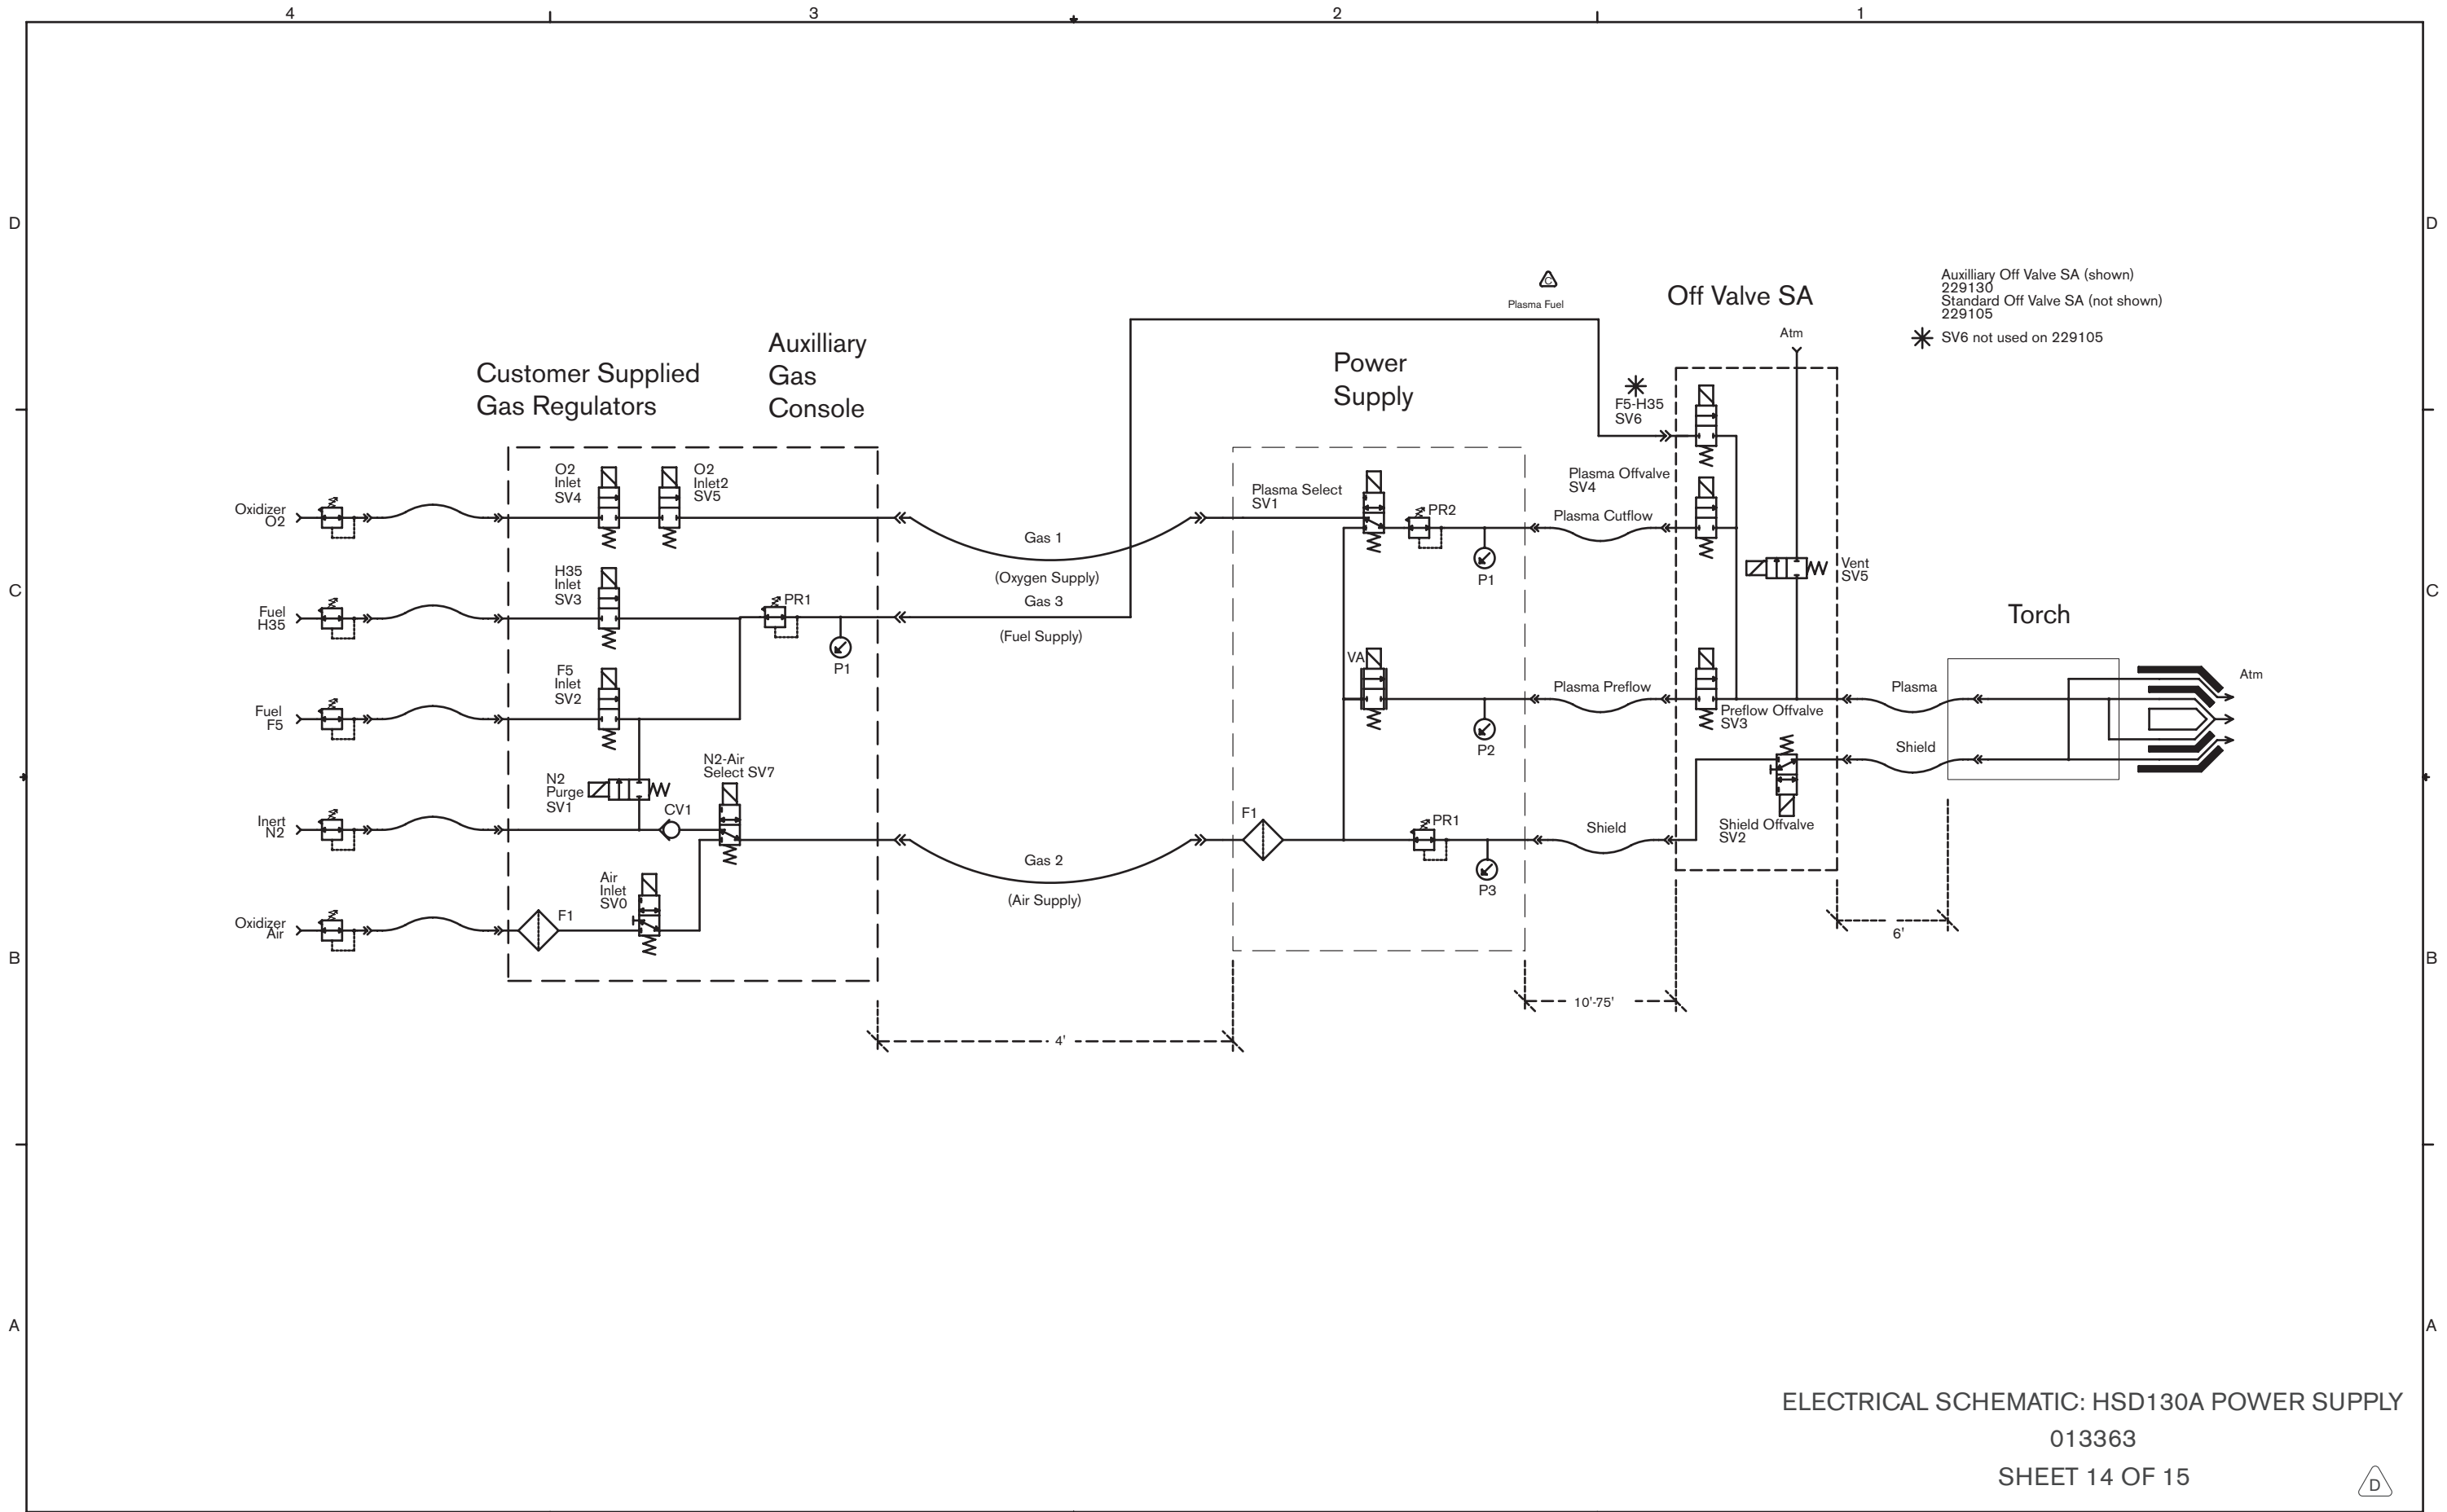 4
3
2
1
D
D
C
Plasma Fuel
Off Valve SA
Auxilliary Off Valve SA (shown)
229130
Standard Off Valve SA (not shown)
229105
SV6 not used on 229105
Atm
Customer Supplied
Gas Regulators
Auxilliary
Gas
Console
Power
Supply
F5-H35
SV6
O2
Inlet
SV4
O2
Inlet2
SV5
Oxidizer
O2
Gas 1
(Oxygen Supply)
Plasma Select
SV1
PR2
P1
Plasma Offvalve
SV4
Plasma Cutflow
Vent
SV5
C
C
H35
Inlet
SV3
Fuel
H35
PR1
P1
Gas 3
(Fuel Supply)
Torch
F5
Inlet
SV2
Fuel
F5
VA
P2
Plasma Preflow
Preflow Offvalve
SV3
Plasma
Atm
Shield
N2
Purge
SV1
N2-Air
Select SV7
CV1
Inert
N2
F1
PR1
P3
Shield
Shield Offvalve
SV2
Gas 2
(Air Supply)
Air
Inlet
SV0
F1
Oxidizer
Air
6'
B
B
10'-75'
4'
A
A
ELECTRICAL SCHEMATIC: HSD130A POWER SUPPLY
013363
SHEET 14 OF 15
D